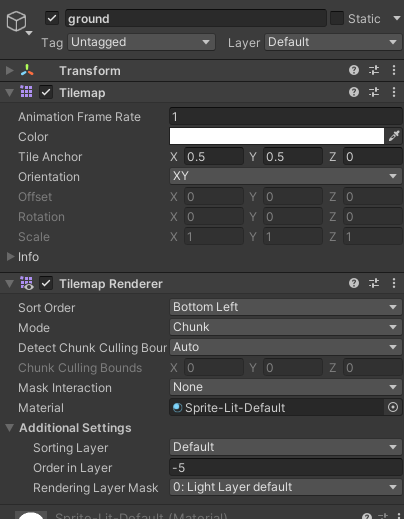 ground Static
Tag Untagged Layer Default
Transform
Tilemap
Animation Frame Rate 1
Color
Tile Anchor X 0.5 Y 0.5 Z 0
Orientation XY
Offset X 0 Y 0 Z 0
Rotation X 0 Y 0 Z 0
Scale X 1 Y 1 Z 1
Info
Tilemap Renderer
Sort Order Bottom Left
Mode Chunk
Detect Chunk Culling Bour Auto
Chunk Culling Bounds X 0 Y 0 Z 0
Mask Interaction None
Material Sprite-Lit-Default
Additional Settings
Sorting Layer Default
Order in Layer -5
Rendering Layer Mask 0: Light Layer default
Sprite-Lit-Default (Material)